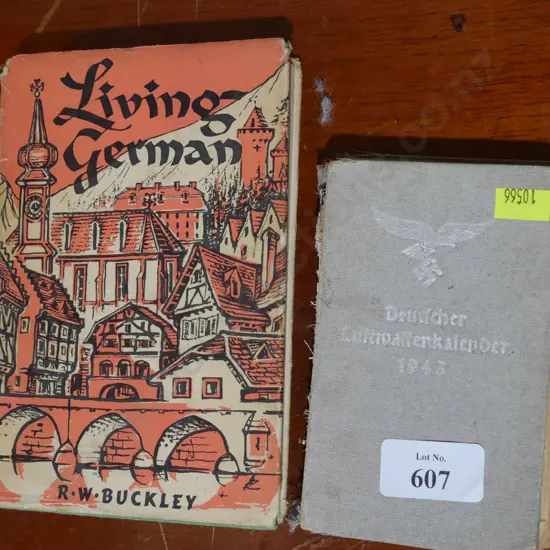 Living
German
R.W. BUCKLEY
10566
Deutscher
Luftwaffenkalender
1943
Lot No.
607